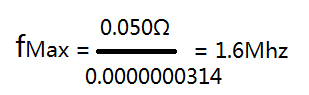 0.050Ω
fMax = = 1.6Mhz
0.0000000314